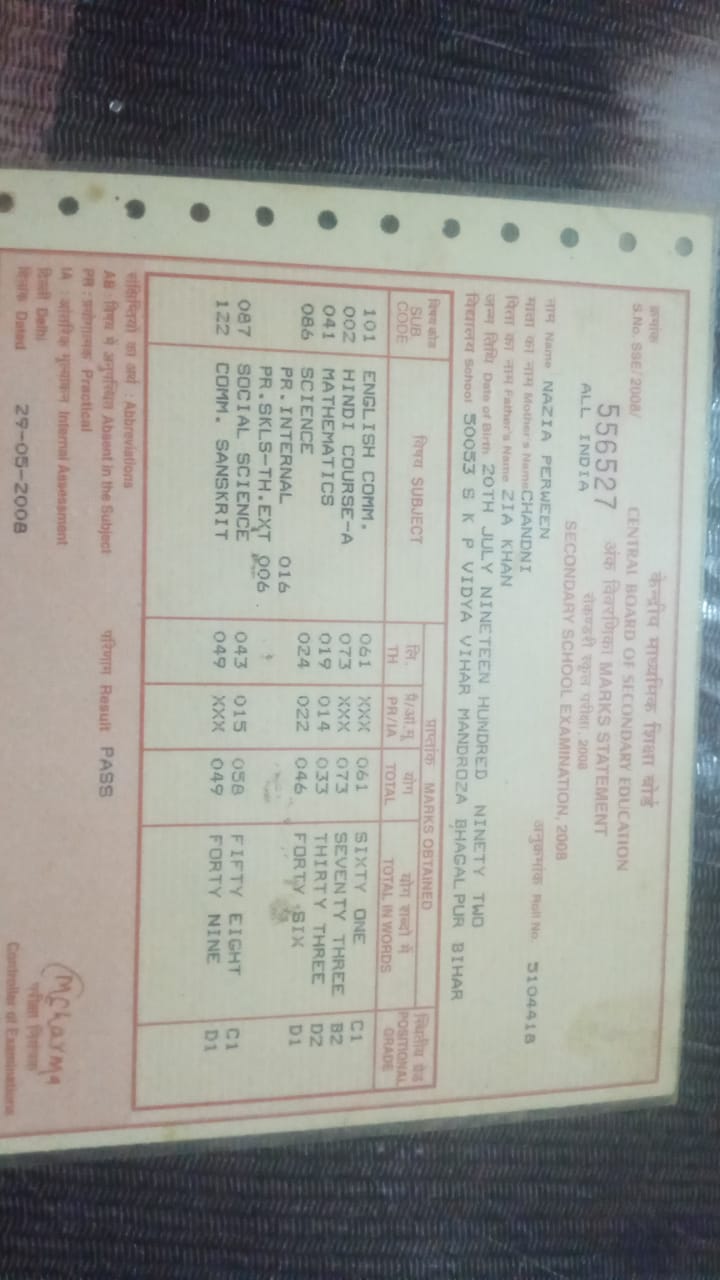 केन्द्रीय माध्यमिक शिक्षा बोर्ड
क्रमांक CENTRAL BOARD OF SECONDARY EDUCATION
S.No. SSE/2008/ 556527 अंक विवरणिका MARKS STATEMENT
ALL INDIA सेकण्डरी स्कूल परीक्षा, 2008
SECONDARY SCHOOL EXAMINATION, 2008
नाम Name NAZIA PERWEEN अनुक्रमांक Roll No. 5104418
माता का नाम Mother's Name CHANDNI
पिता का नाम Father's Name ZIA KHAN
जन्म तिथि Date of Birth 20TH JULY NINETEEN HUNDRED NINETY TWO
विद्यालय School 50053 S K P VIDYA VIHAR MANDROZA BHAGALPUR BIHAR
विषय कोड SUB CODE विषय SUBJECT प्राप्तांक MARKS OBTAINED स्थितीय ग्रेड POSITIONAL GRADE
लि. TH प्रे/आ.मू. PR/IA योग TOTAL योग शब्दों में TOTAL IN WORDS
101 ENGLISH COMM. 061 XXX 061 SIXTY ONE C1
002 HINDI COURSE-A 073 XXX 073 SEVENTY THREE B2
041 MATHEMATICS 019 014 033 THIRTY THREE D2
086 SCIENCE 024 022 046 FORTY SIX D1
PR.INTERNAL 016
PR.SKLS-TH.EXT 006
087 SOCIAL SCIENCE 043 015 058 FIFTY EIGHT C1
122 COMM. SANSKRIT 049 XXX 049 FORTY NINE D1
संक्षिप्तियों का अर्थ : Abbreviations
AB : विषय में अनुपस्थित Absent in the Subject परिणाम Result PASS
PR : प्रयोगात्मक Practical
IA : आंतरिक मूल्यांकन Internal Assessment
दिल्ली Delhi
दिनांक Dated 29-05-2008
परीक्षा नियंत्रक
Controller of Examinations